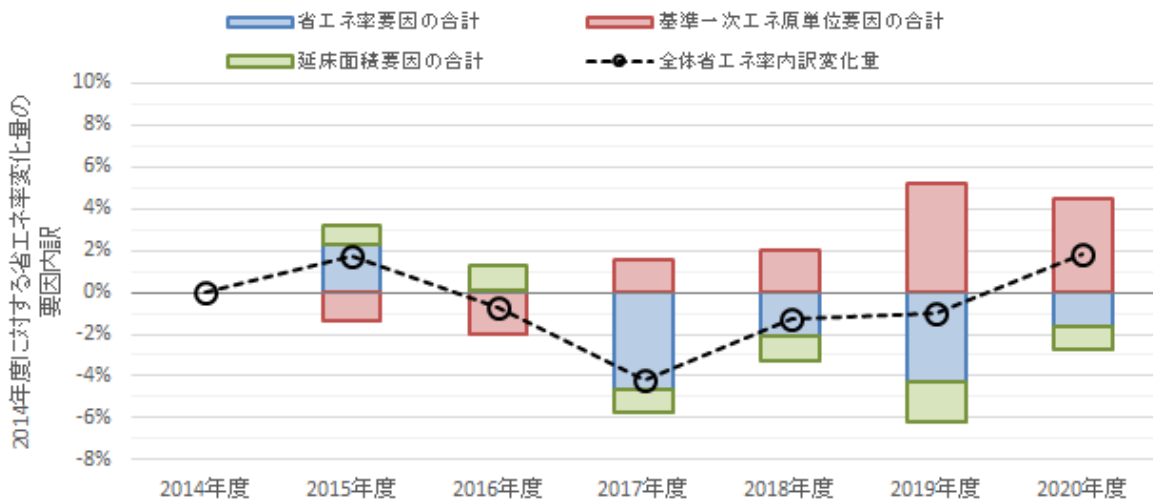 省エネ率要因の合計
基準一次エネ原単位要因の合計
延床面積要因の合計
全体省エネ率内訳変化量
2014年度に対する省エネ率変化量の
要因内訳
10%
8%
6%
4%
2%
0%
-2%
-4%
-6%
-8%
2014年度
2015年度
2016年度
2017年度
2018年度
2019年度
2020年度